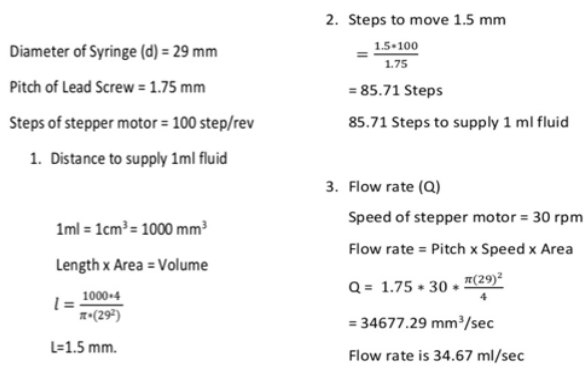 Diameter of Syringe (d) = 29 mm
Pitch of Lead Screw = 1.75 mm
Steps of stepper motor = 100 step/rev
1. Distance to supply 1ml fluid
1ml = 1cm³ = 1000 mm³
Length x Area = Volume
l = 1000*4 / π*(29²)
L=1.5 mm.
2. Steps to move 1.5 mm
= 1.5*100 / 1.75
= 85.71 Steps
85.71 Steps to supply 1 ml fluid
3. Flow rate (Q)
Speed of stepper motor = 30 rpm
Flow rate = Pitch x Speed x Area
Q = 1.75 * 30 * π(29)² / 4
= 34677.29 mm³/sec
Flow rate is 34.67 ml/sec